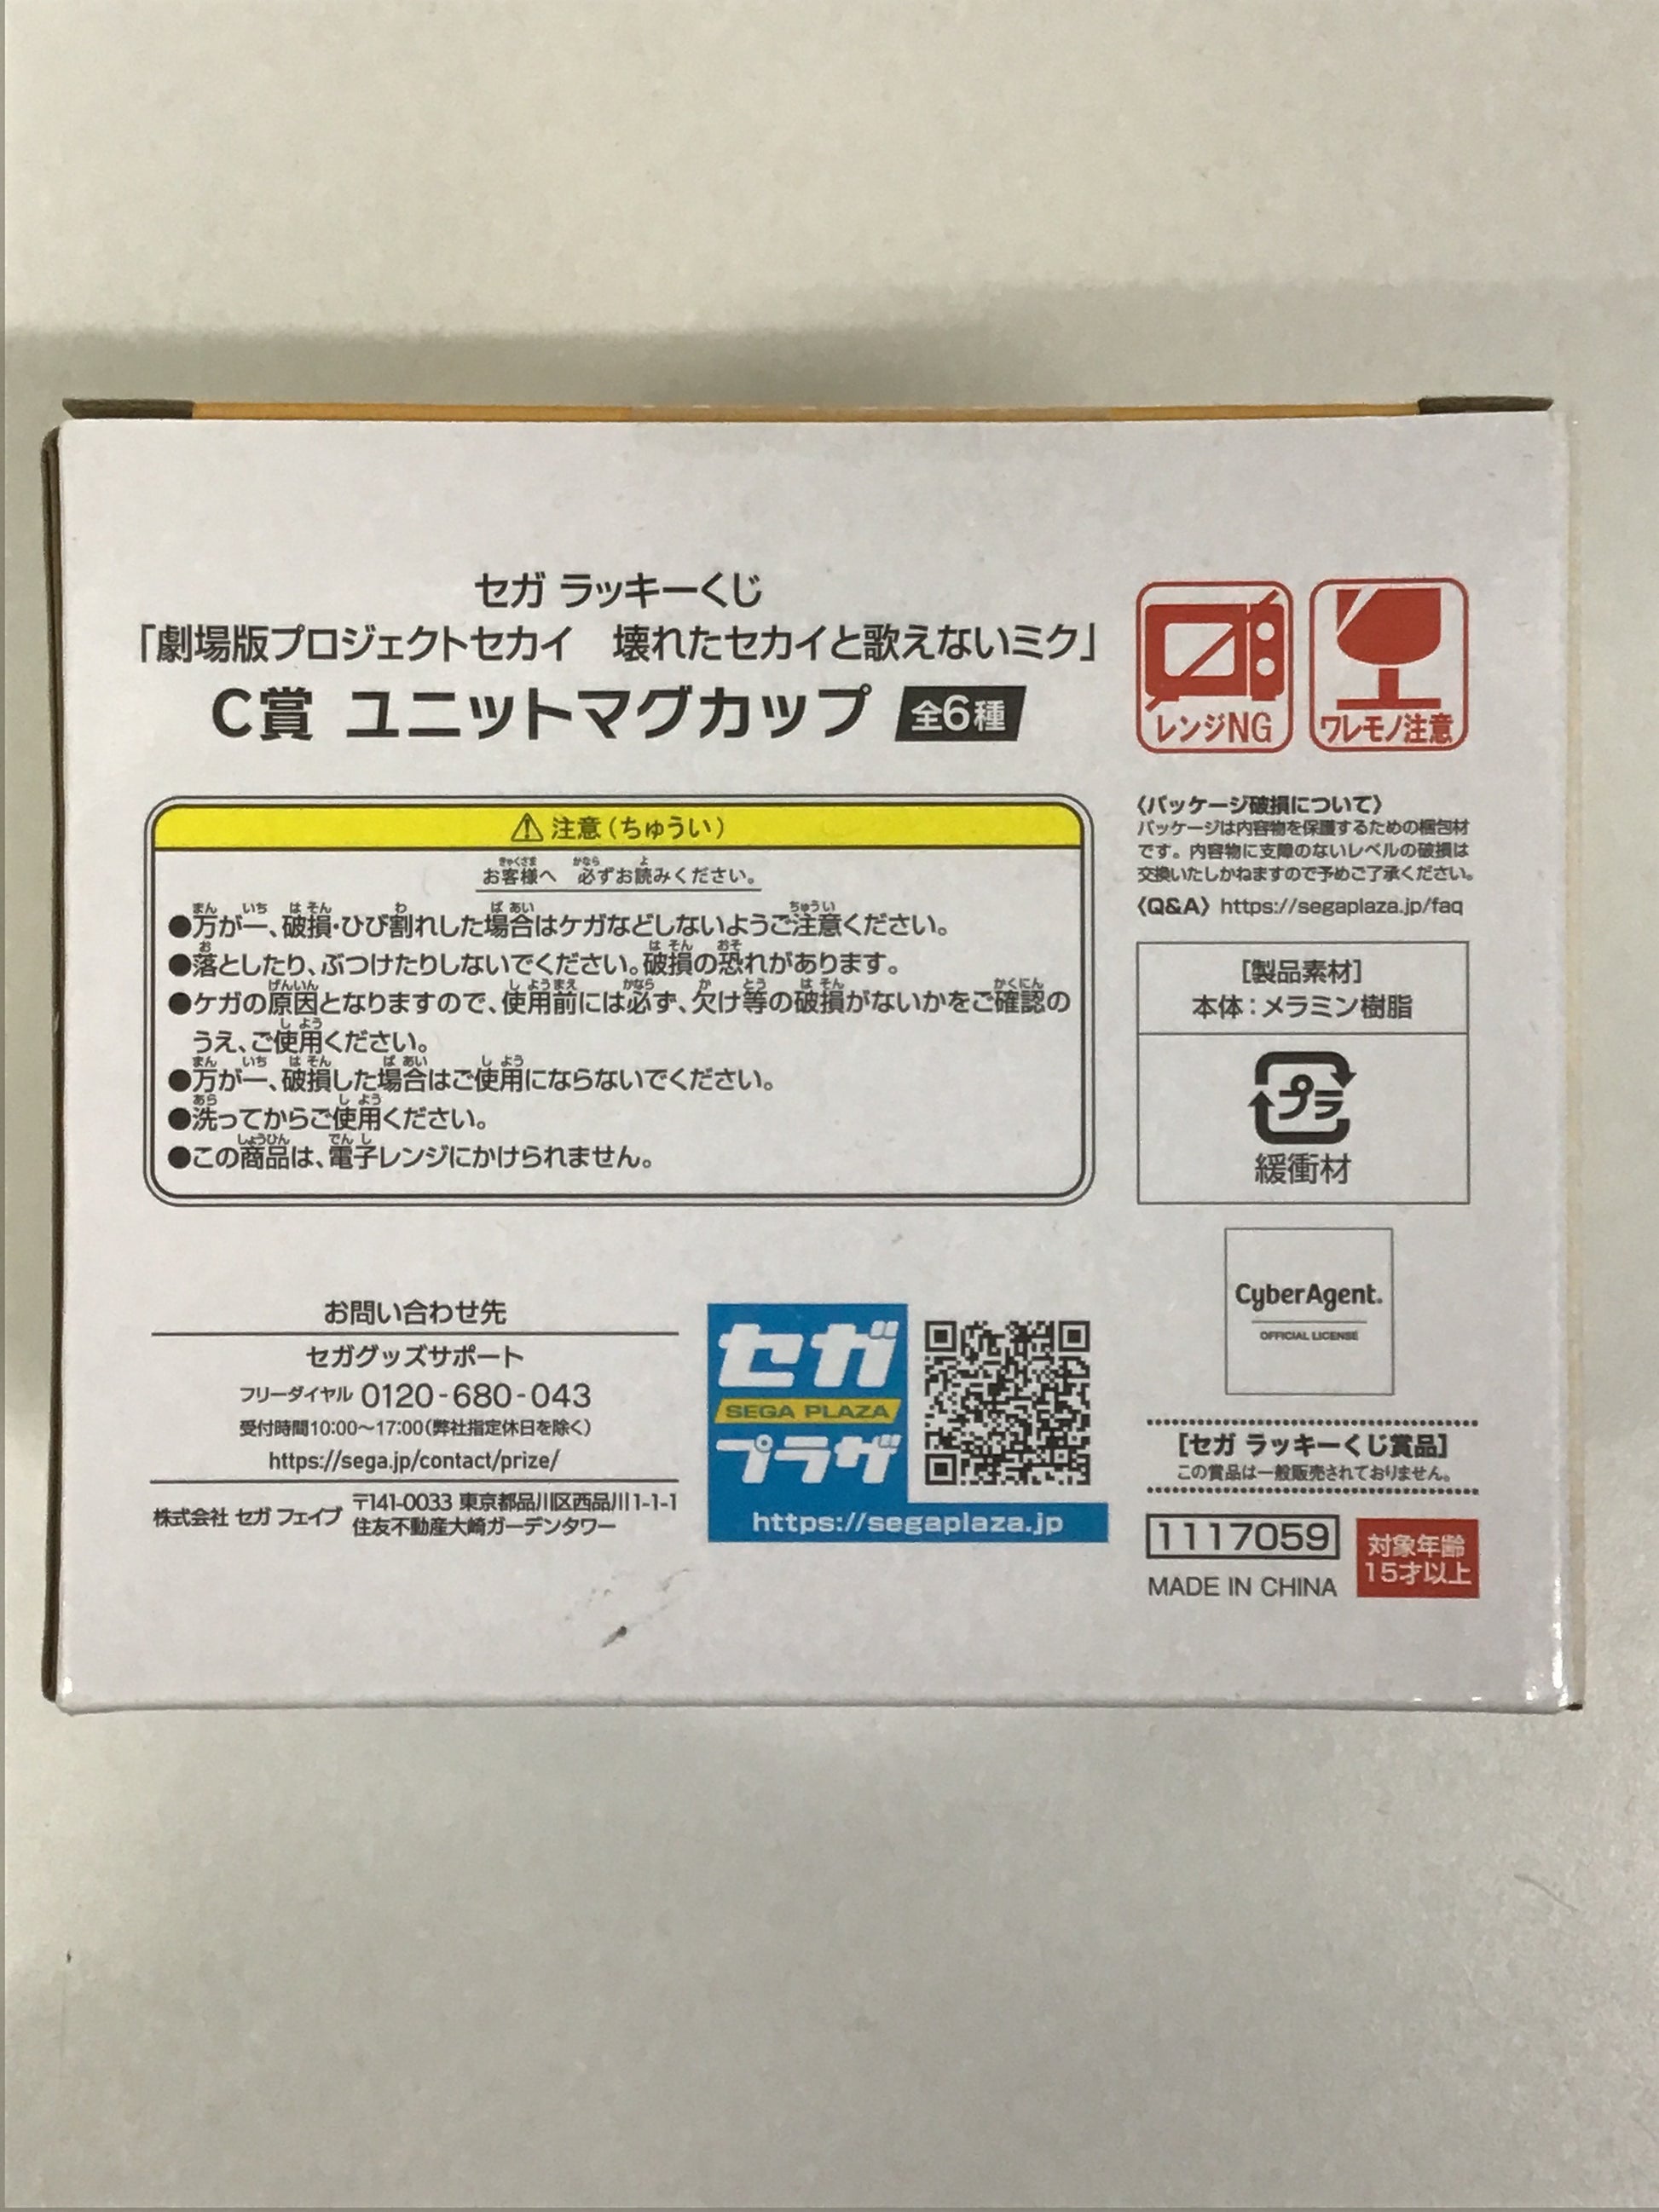 セガ ラッキーくじ
「劇場版プロジェクトセカイ　壊れたセカイと歌えないミク」
C賞 ユニットマグカップ 全6種
レンジNG
ワレモノ注意
⚠ 注意（ちゅうい）
お客様へ　必ずお読みください。
●万が一、破損・ひび割れした場合はケガなどしないようご注意ください。
●落としたり、ぶつけたりしないでください。破損の恐れがあります。
●ケガの原因となりますので、使用前には必ず、欠け等の破損がないかをご確認の
うえ、ご使用ください。
●万が一、破損した場合はご使用にならないでください。
●洗ってからご使用ください。
●この商品は、電子レンジにかけられません。
〈パッケージ破損について〉
パッケージは内容物を保護するための梱包材
です。内容物に支障のないレベルの破損は
交換いたしかねますので予めご了承ください。
〈Q&A〉https://segaplaza.jp/faq
［製品素材］
本体：メラミン樹脂
プラ
緩衝材
CyberAgent.
OFFICIAL LICENSE
お問い合わせ先
セガグッズサポート
フリーダイヤル 0120-680-043
受付時間10:00〜17:00（弊社指定休日を除く）
https://sega.jp/contact/prize/
株式会社 セガ フェイブ
〒141-0033 東京都品川区西品川1-1-1
住友不動産大崎ガーデンタワー
セガ
SEGA PLAZA
プラザ
https://segaplaza.jp
［セガ ラッキーくじ賞品］
この賞品は一般販売されておりません。
1117059
MADE IN CHINA
対象年齢
15才以上